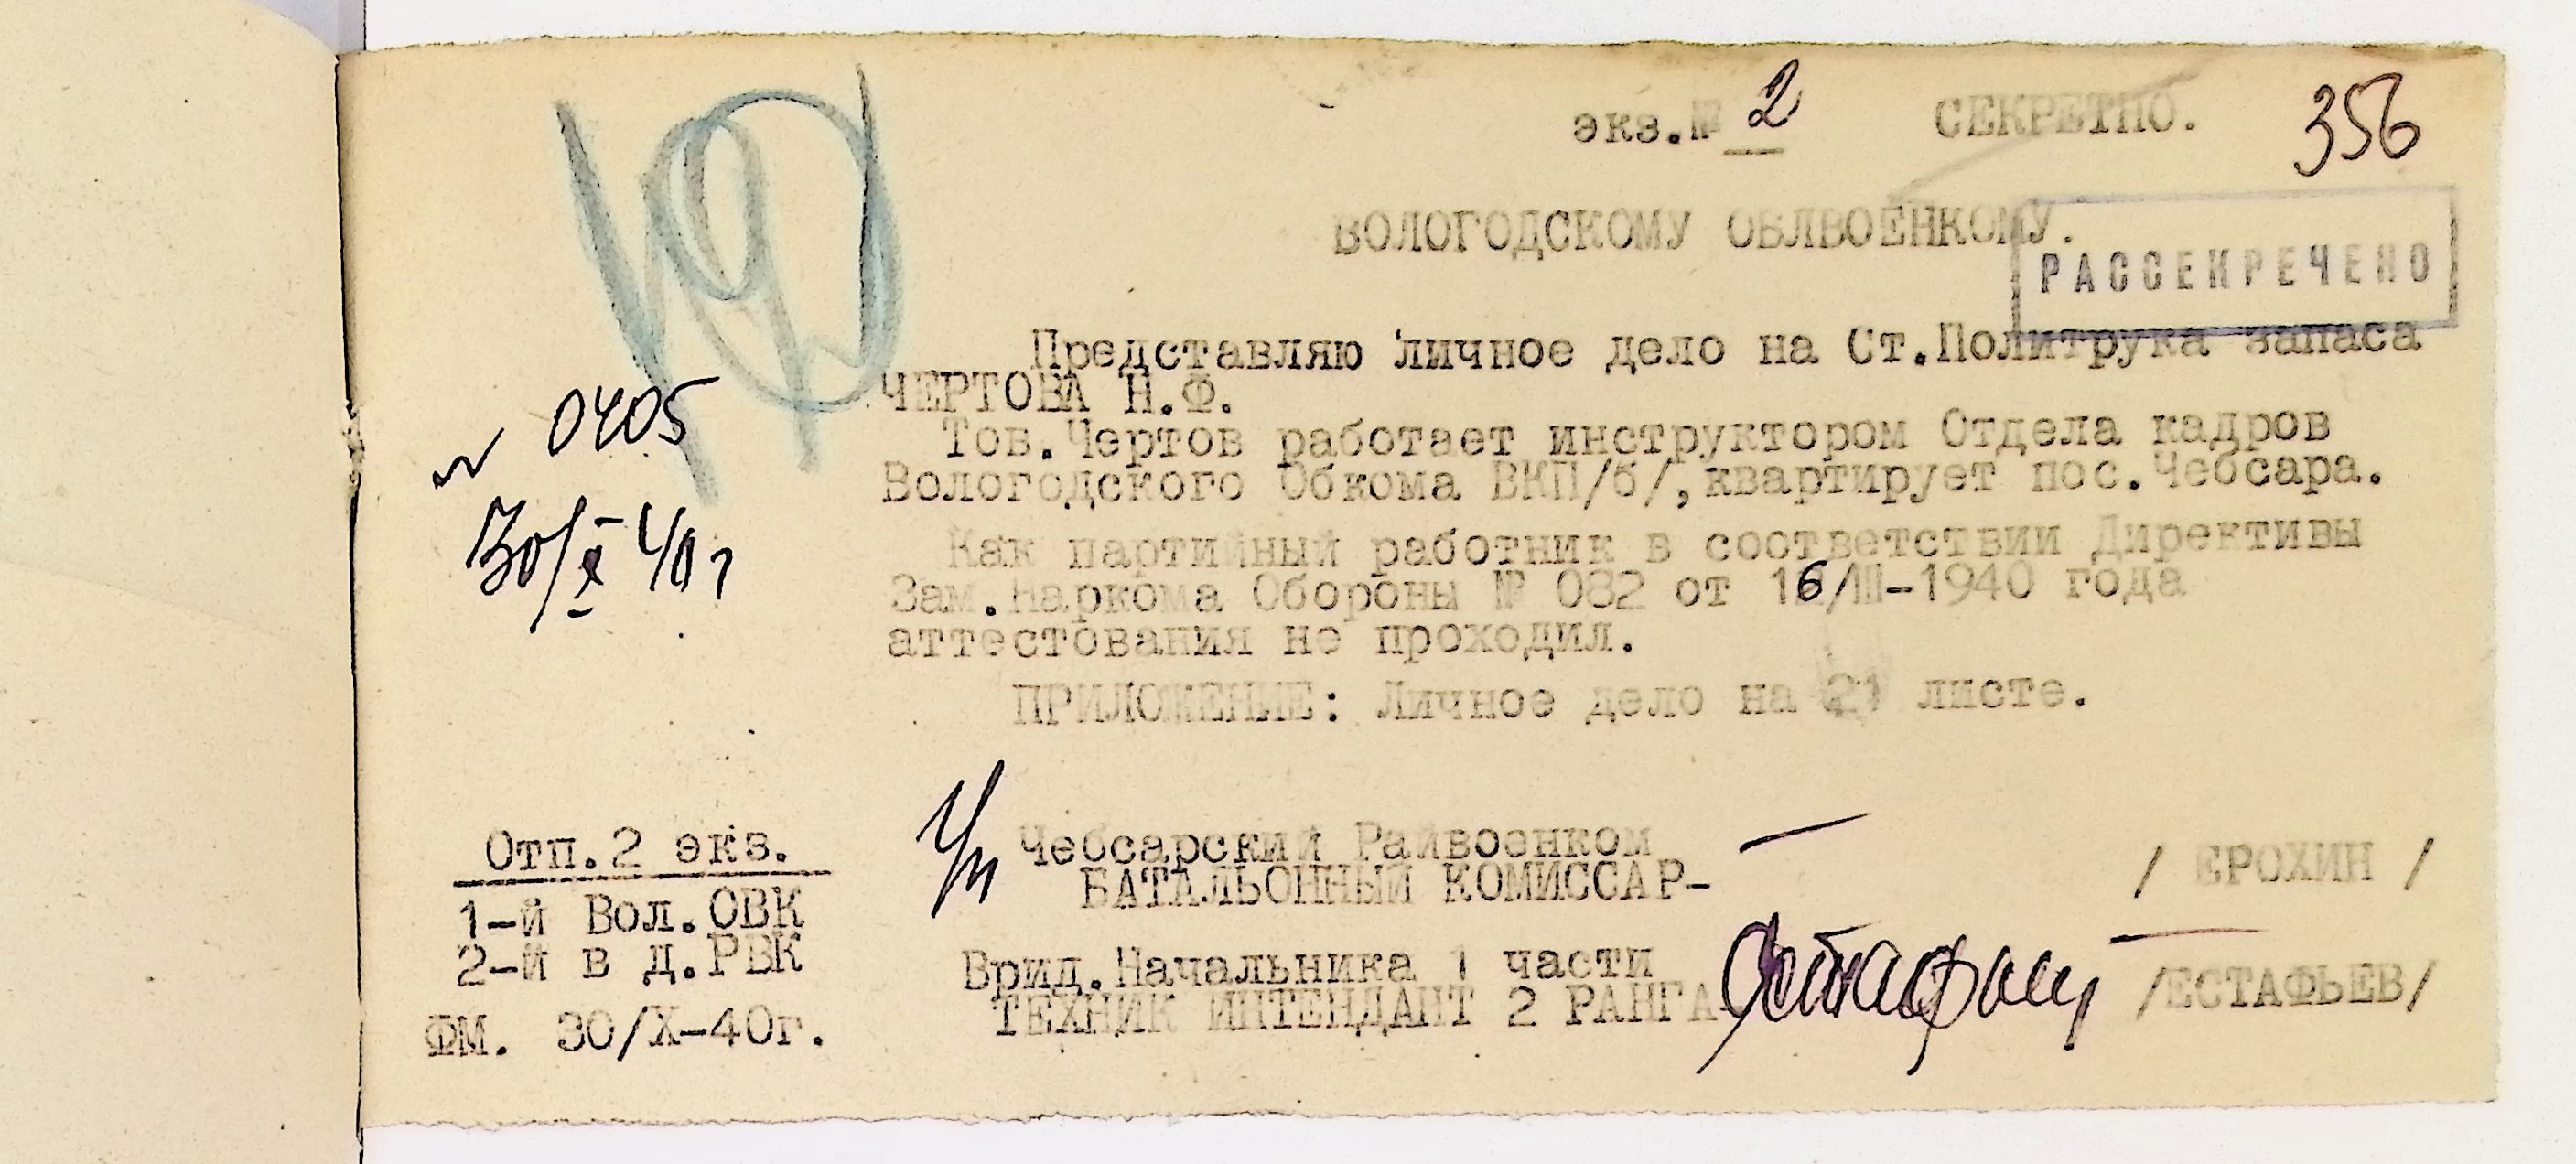 экз.№ 2 СЕКРЕТНО. 356
ВОЛОГОДСКОМУ ОБЛВОЕНКОМУ.
РАССЕКРЕЧЕНО
Представляю личное дело на Ст.Политрука запаса
ЧЕРТОВА Н.Ф.
Тов.Чертов работает инструктором Отдела кадров
Вологодского Обкома ВКП/б/,квартирует пос.Чебсара.
Как партийный работник в соответствии Директивы
Зам.Наркома Обороны № 082 от 16/III-1940 года
аттестования не проходил.
ПРИЛОЖЕНИЕ: Личное дело на 21 листе.
№ 0405
30/X 40г
Чебсарский Райвоенком
БАТАЛЬОННЫЙ КОМИССАР- / ЕРОХИН /
Врид.Начальника 1 части
ТЕХНИК ИНТЕНДАНТ 2 РАНГА /ЕСТАФЬЕВ/
Отп.2 экз.
1-й Вол.ОВК
2-й в д.РВК
ФМ. 30/X-40г.